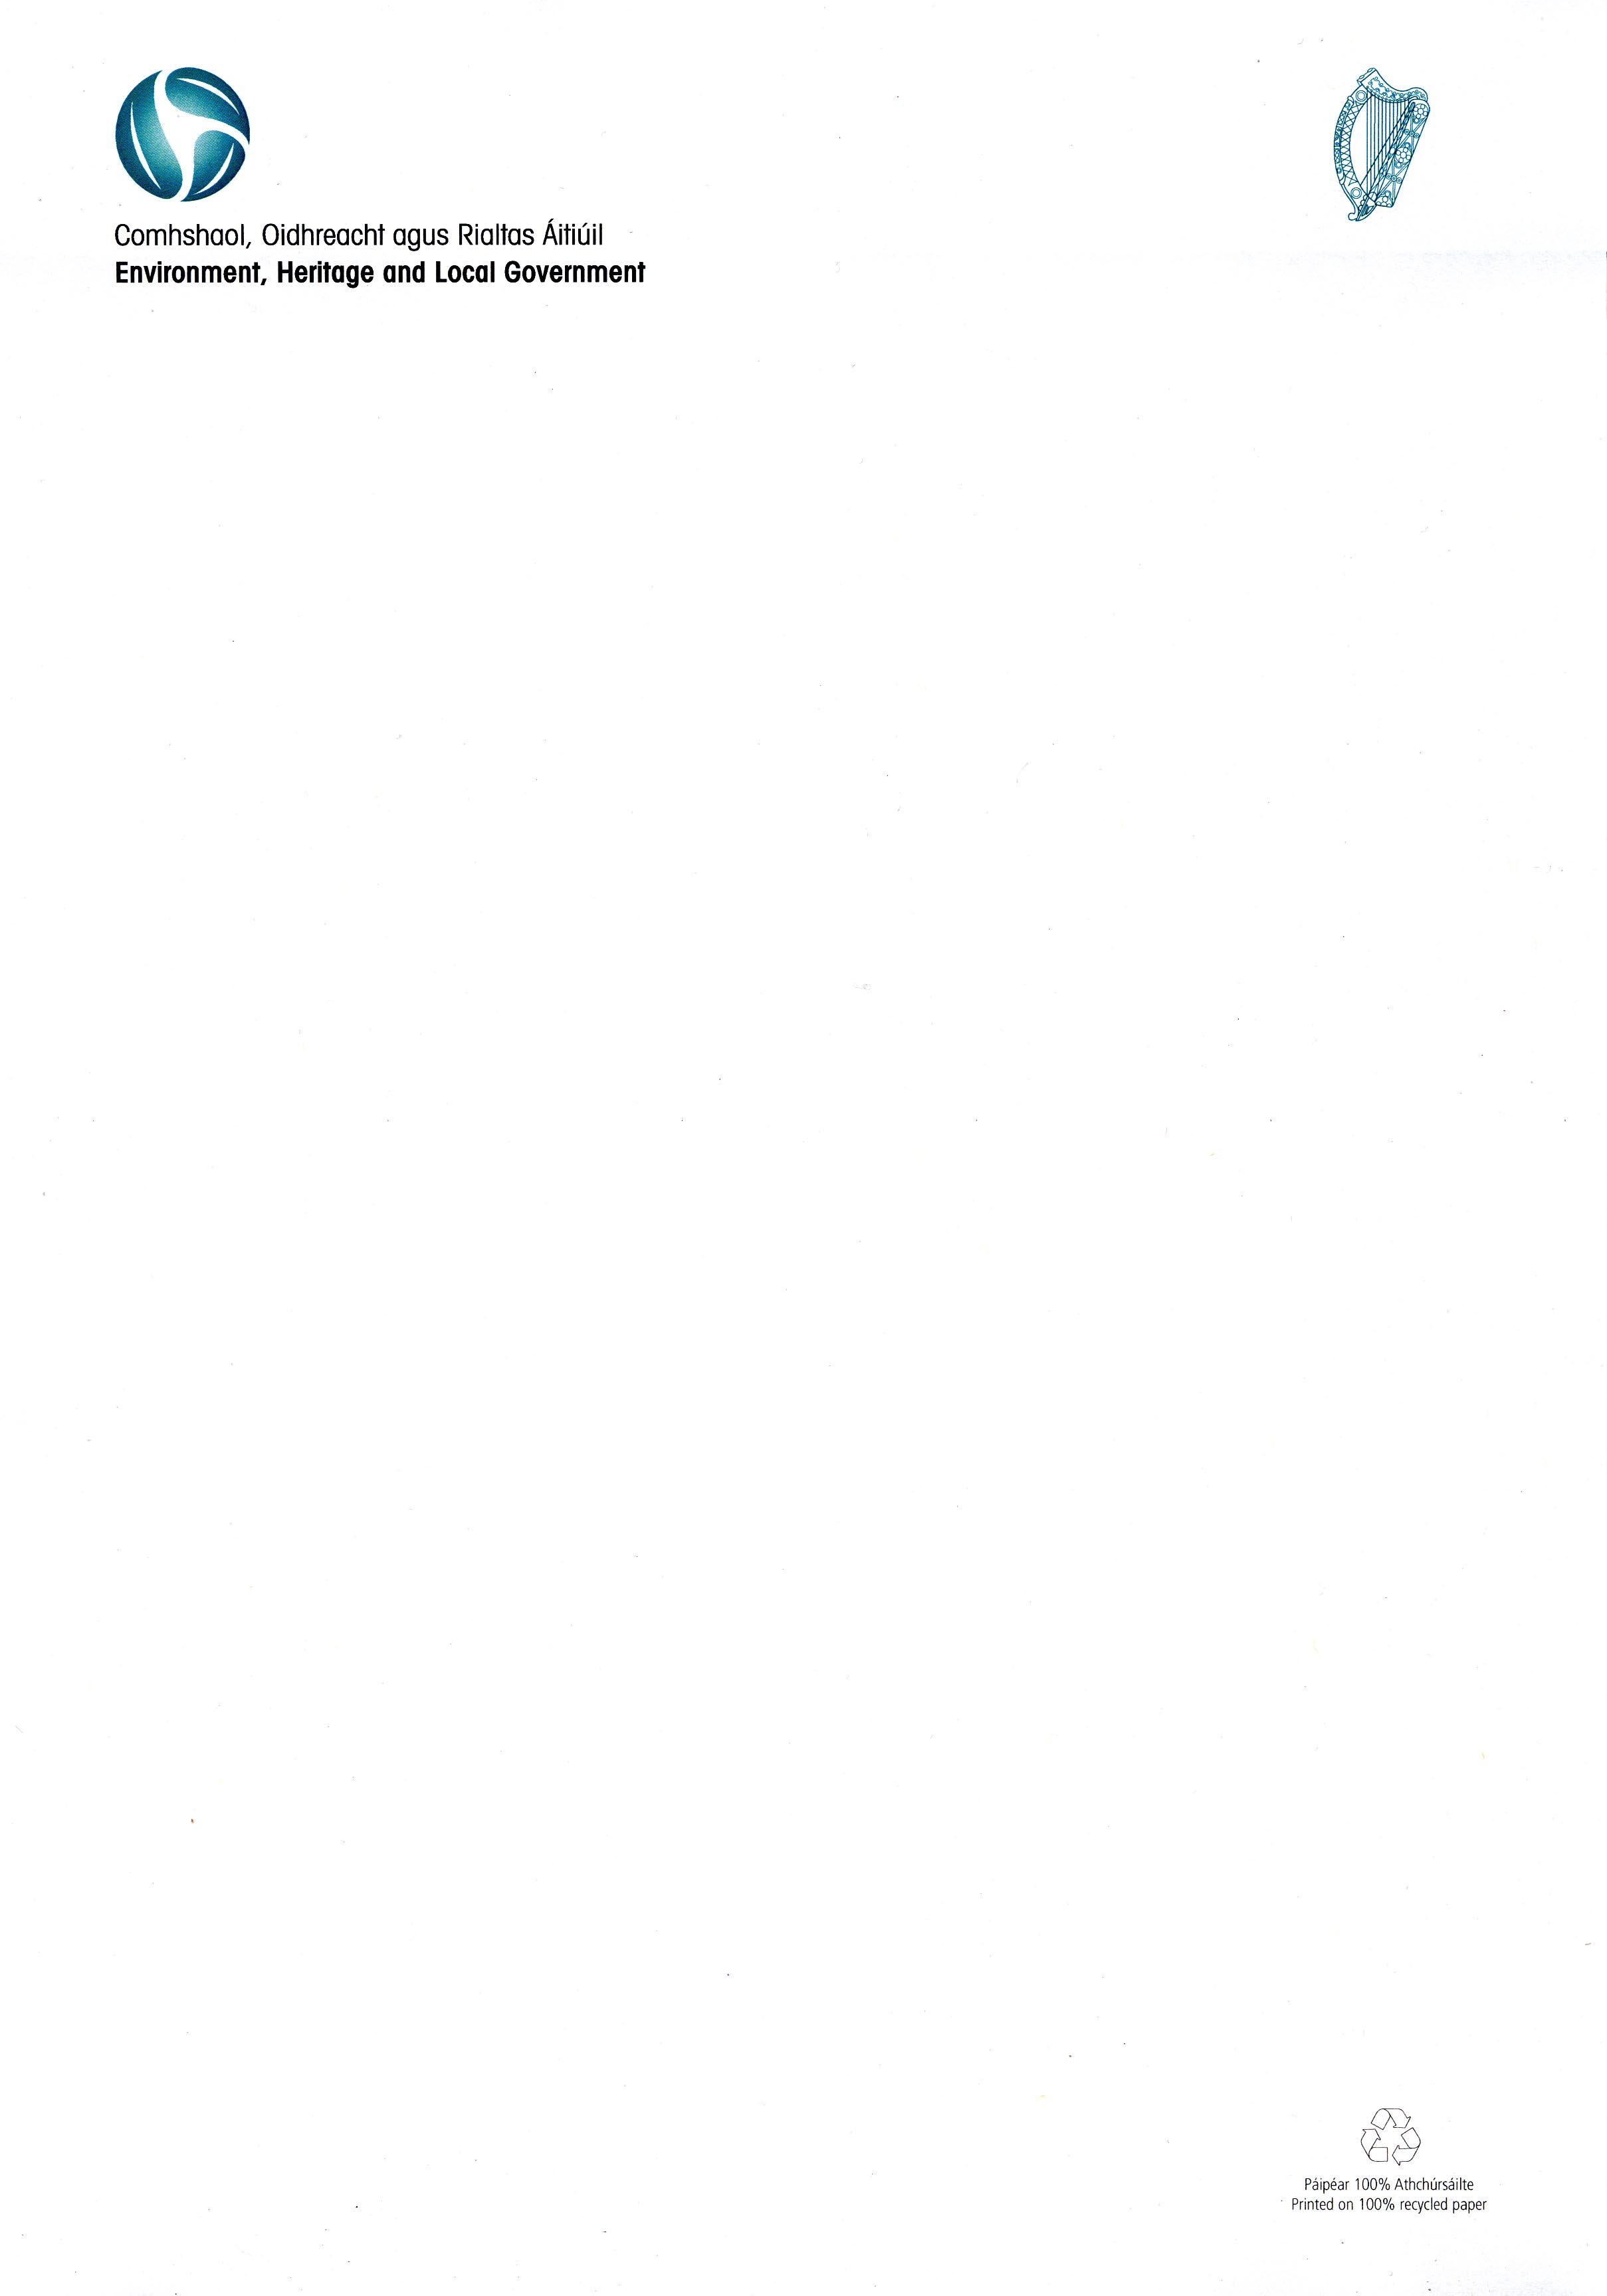 Comhshaol, Oidhreacht agus Rialtas Áitiúil
Environment, Heritage and Local Government
Páipéar 100% Athchúrsáilte
Printed on 100% recycled paper